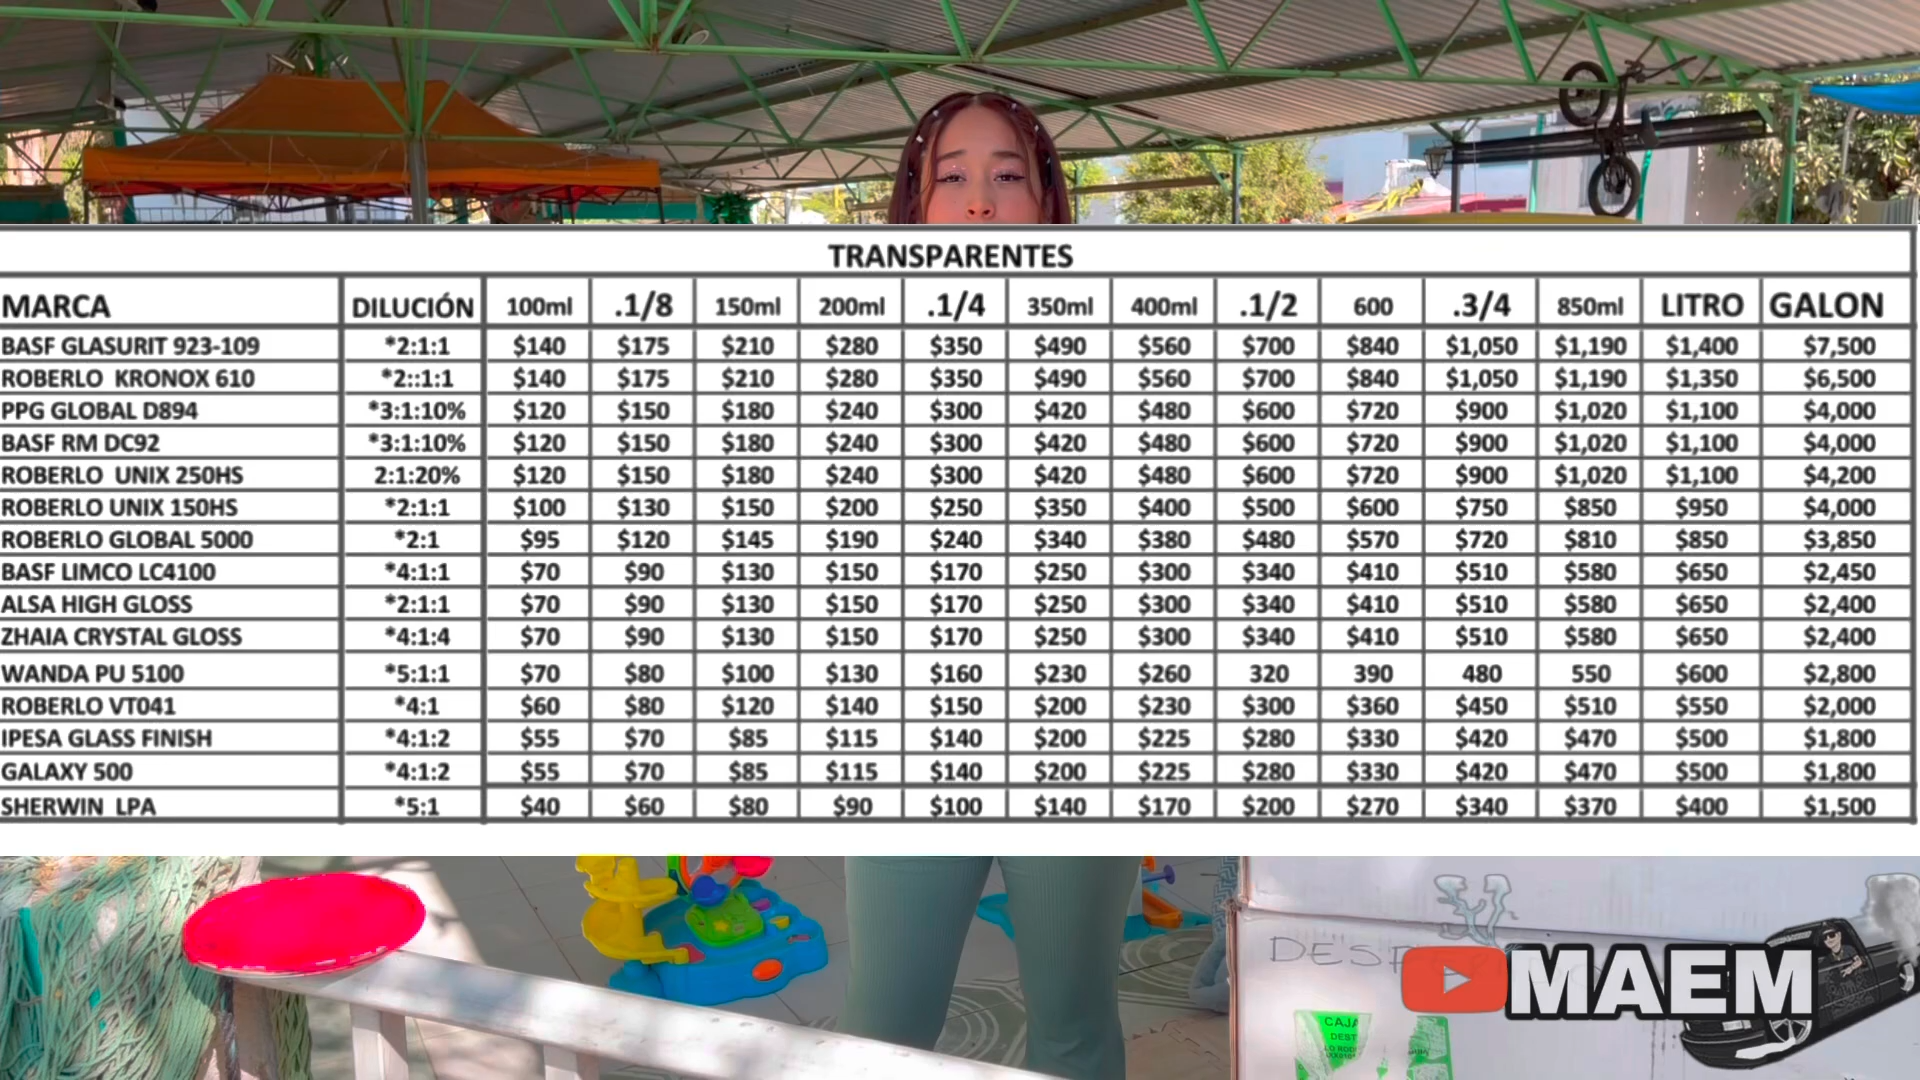 TRANSPARENTES
MARCA DILUCIÓN 100ml .1/8 150ml 200ml .1/4 350ml 400ml .1/2 600 .3/4 850ml LITRO GALON
BASF GLASURIT 923-109 *2:1:1 $140 $175 $210 $280 $350 $490 $560 $700 $840 $1,050 $1,190 $1,400 $7,500
ROBERLO KRONOX 610 *2::1:1 $140 $175 $210 $280 $350 $490 $560 $700 $840 $1,050 $1,190 $1,350 $6,500
PPG GLOBAL D894 *3:1:10% $120 $150 $180 $240 $300 $420 $480 $600 $720 $900 $1,020 $1,100 $4,000
BASF RM DC92 *3:1:10% $120 $150 $180 $240 $300 $420 $480 $600 $720 $900 $1,020 $1,100 $4,000
ROBERLO UNIX 250HS 2:1:20% $120 $150 $180 $240 $300 $420 $480 $600 $720 $900 $1,020 $1,100 $4,200
ROBERLO UNIX 150HS *2:1:1 $100 $130 $150 $200 $250 $350 $400 $500 $600 $750 $850 $950 $4,000
ROBERLO GLOBAL 5000 *2:1 $95 $120 $145 $190 $240 $340 $380 $480 $570 $720 $810 $850 $3,850
BASF LIMCO LC4100 *4:1:1 $70 $90 $130 $150 $170 $250 $300 $340 $410 $510 $580 $650 $2,450
ALSA HIGH GLOSS *2:1:1 $70 $90 $130 $150 $170 $250 $300 $340 $410 $510 $580 $650 $2,400
ZHAIA CRYSTAL GLOSS *4:1:4 $70 $90 $130 $150 $170 $250 $300 $340 $410 $510 $580 $650 $2,400
WANDA PU 5100 *5:1:1 $70 $80 $100 $130 $160 $230 $260 320 390 480 550 $600 $2,800
ROBERLO VT041 *4:1 $60 $80 $120 $140 $150 $200 $230 $300 $360 $450 $510 $550 $2,000
IPESA GLASS FINISH *4:1:2 $55 $70 $85 $115 $140 $200 $225 $280 $330 $420 $470 $500 $1,800
GALAXY 500 *4:1:2 $55 $70 $85 $115 $140 $200 $225 $280 $330 $420 $470 $500 $1,800
SHERWIN LPA *5:1 $40 $60 $80 $90 $100 $140 $170 $200 $270 $340 $370 $400 $1,500
MAEM
CAJA